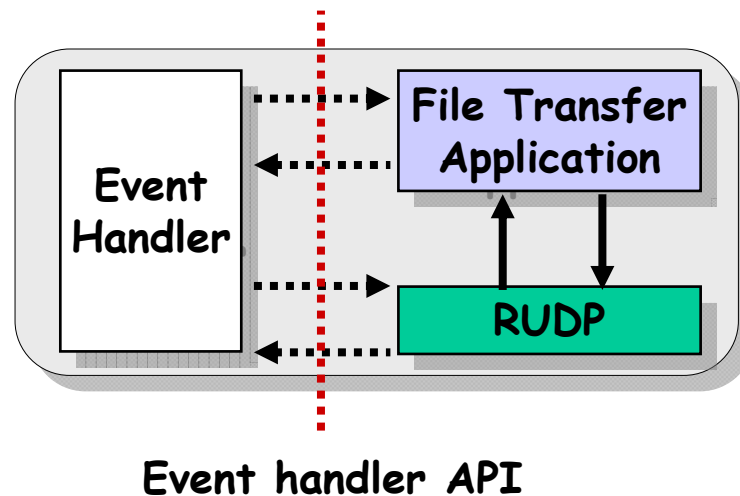 Event
Handler
File Transfer
Application
RUDP
Event handler API